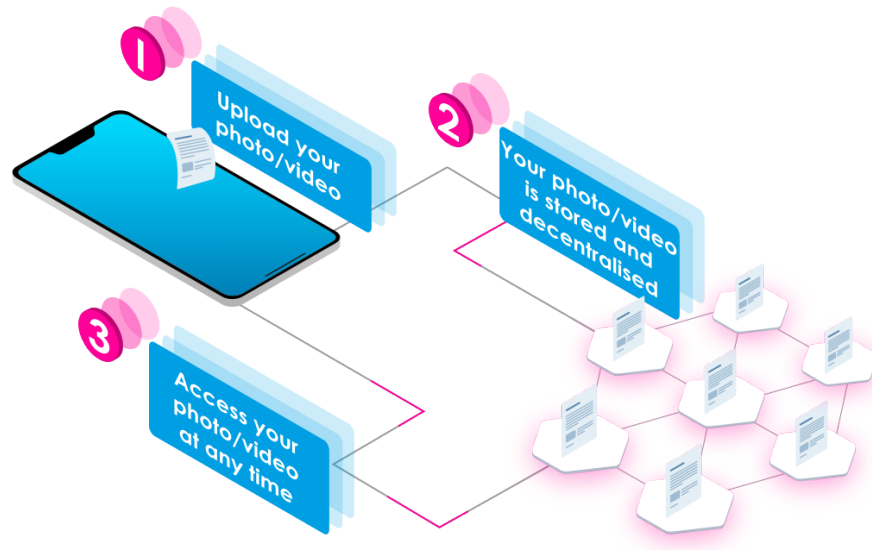 1
Upload your
photo/video
2
Your photo/video
is stored and
decentralised
3
Access your
photo/video
at any time